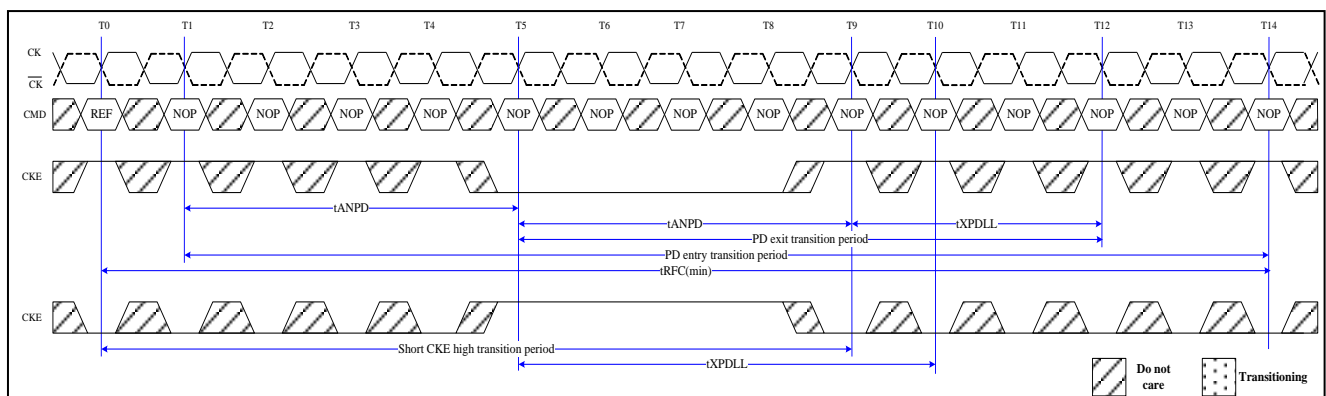 T0 T1 T2 T3 T4 T5 T6 T7 T8 T9 T10 T11 T12 T13 T14
CK
CK
CMD REF NOP NOP NOP NOP NOP NOP NOP NOP NOP NOP NOP NOP NOP NOP
CKE
tANPD
tANPD tXPDLL
PD exit transition period
PD entry transition period
tRFC(min)
CKE
Short CKE high transition period
tXPDLL
Do not care Transitioning